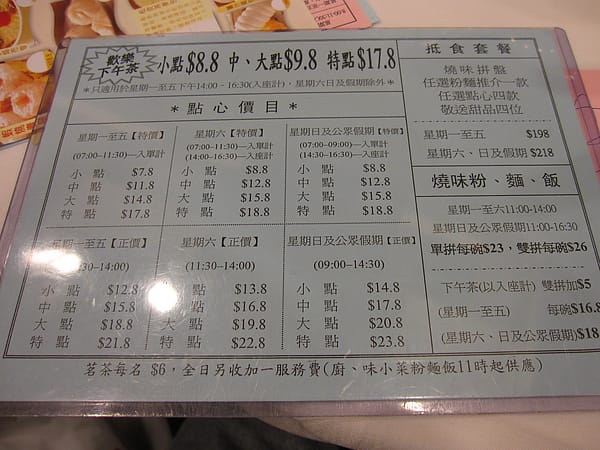 歡樂
下午茶
小點$8.8 中、大點$9.8 特點$17.8
*只適用於星期一至五下午14:00-16:30(入座計), 星期六日及假期除外*
*點心價目*
星期一至五【特價】
(07:00-11:30)—入單計
小 點 $7.8
中 點 $11.8
大 點 $14.8
特 點 $17.8
星期六【特價】
(07:00-11:30)—入單計
(14:00-16:30)—入座計
小 點 $8.8
中 點 $12.8
大 點 $15.8
特 點 $18.8
星期日及公眾假期【特價】
(07:00-09:00)—入單計
(14:30-16:30)—入座計
小 點 $8.8
中 點 $12.8
大 點 $15.8
特 點 $18.8
星期一至五【正價】
:30-14:00)
小 點 $12.8
中 點 $15.8
大 點 $18.8
特 點 $21.8
星期六【正價】
(11:30-14:00)
小 點 $13.8
中 點 $16.8
大 點 $19.8
特 點 $22.8
星期日及公眾假期【正價】
(09:00-14:30)
小 點 $14.8
中 點 $17.8
大 點 $20.8
特 點 $23.8
抵食套餐
燒味拼盤
任選粉麵推介一款
任選點心四款
敬送甜品四位
星期一至五 $198
星期六、日及假期 $218
燒味粉、麵、飯
星期一至六11:00-14:00
星期日及公眾假期11:00-16:30
單拼每碗$23, 雙拼每碗$26
下午茶(以入座計) 雙拼加$5
(星期一至五) 每碗$16.8
(星期六、日及公眾假期)$18
茗茶每名 $6, 全日另收加一服務費(廚、味小菜粉麵飯11時起供應)